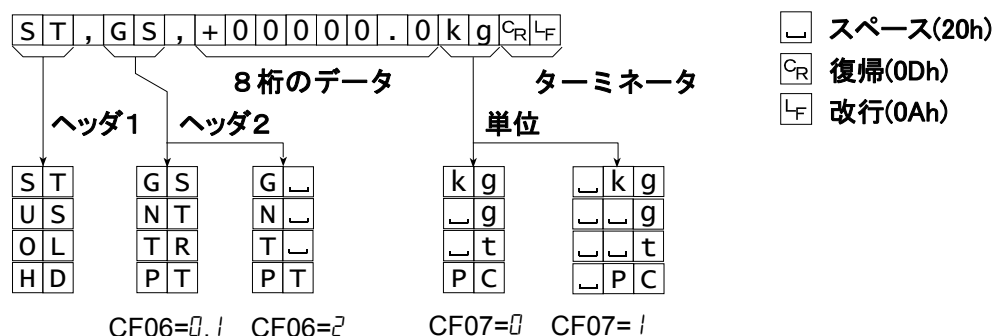 ST,GS,+00000.0kgCRLF
␣ スペース(20h)
CR 復帰(0Dh)
LF 改行(0Ah)
8桁のデータ ターミネータ
ヘッダ1 ヘッダ2 単位
ST GS G␣ kg ␣kg
US NT N␣ ␣g ␣␣g
OL TR T␣ ␣t ␣␣t
HD PT PT PC ␣PC
CF06=0,1 CF06=2 CF07=0 CF07=1